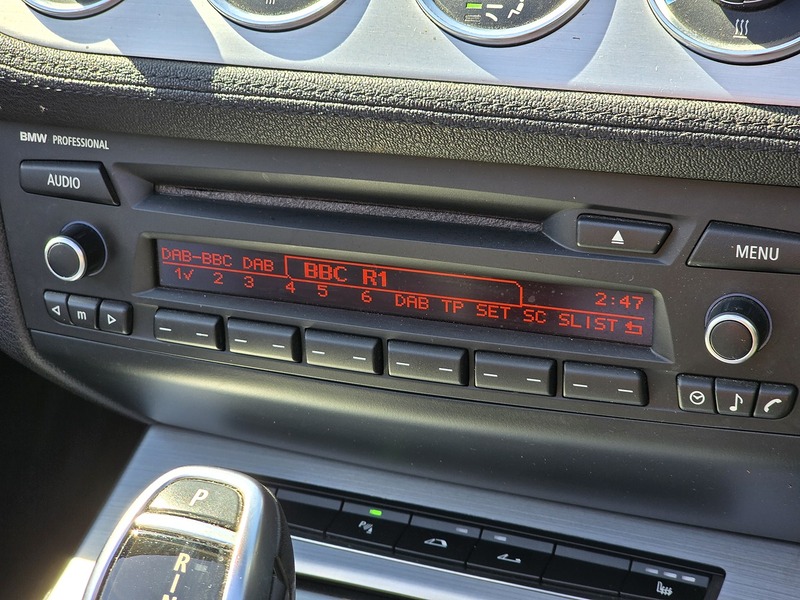 BMW PROFESSIONAL
AUDIO
MENU
DAB-BBC DAB BBC R1 2:47
1✓ 2 3 4 5 6 DAB TP SET SC SLIST
m
P
R
N